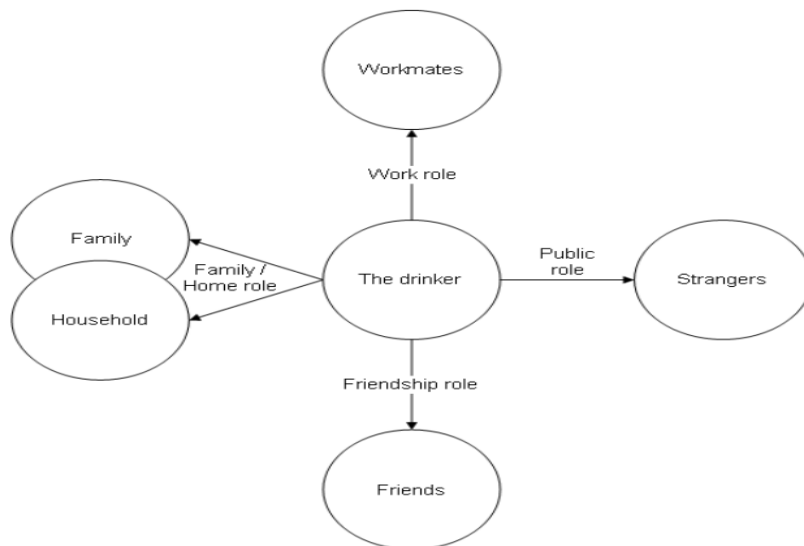 Workmates
Work role
Family
Family /
Home role
Household
The drinker
Public
role
Strangers
Friendship role
Friends